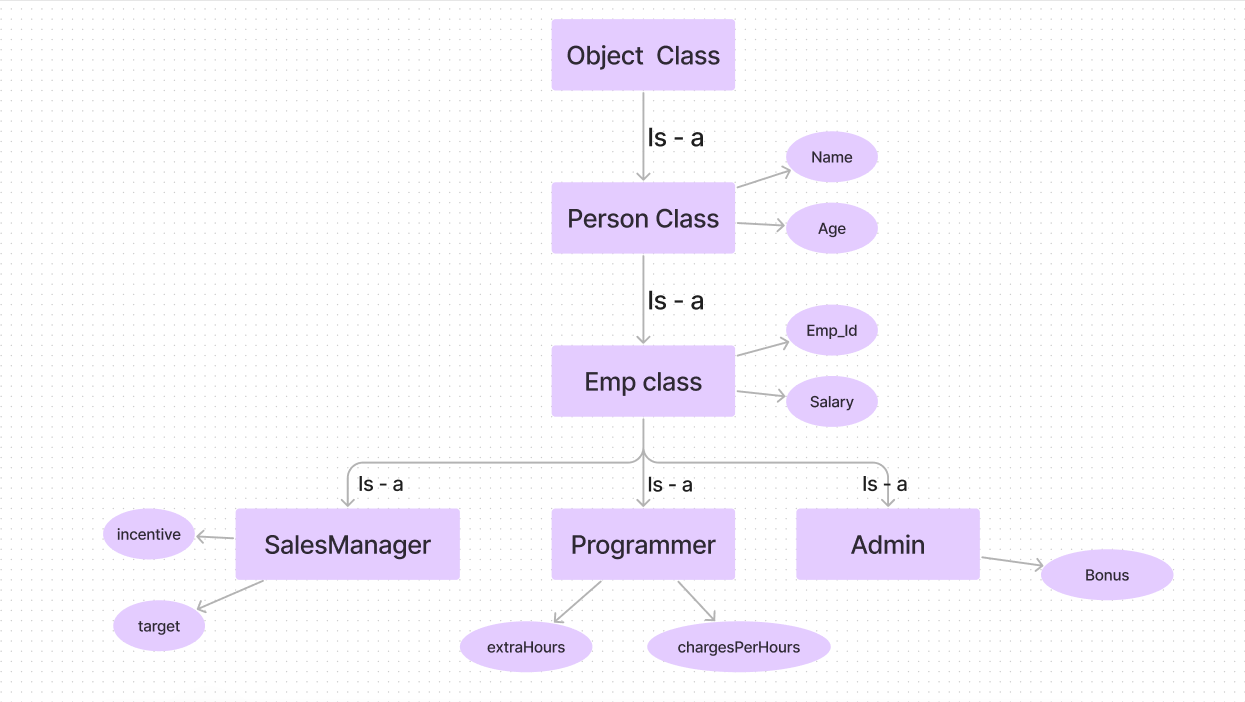 Object  Class
Is - a
Name
Person Class
Age
Is - a
Emp_Id
Emp class
Salary
Is - a
Is - a
Is - a
incentive
SalesManager
Programmer
Admin
Bonus
target
extraHours
chargesPerHours